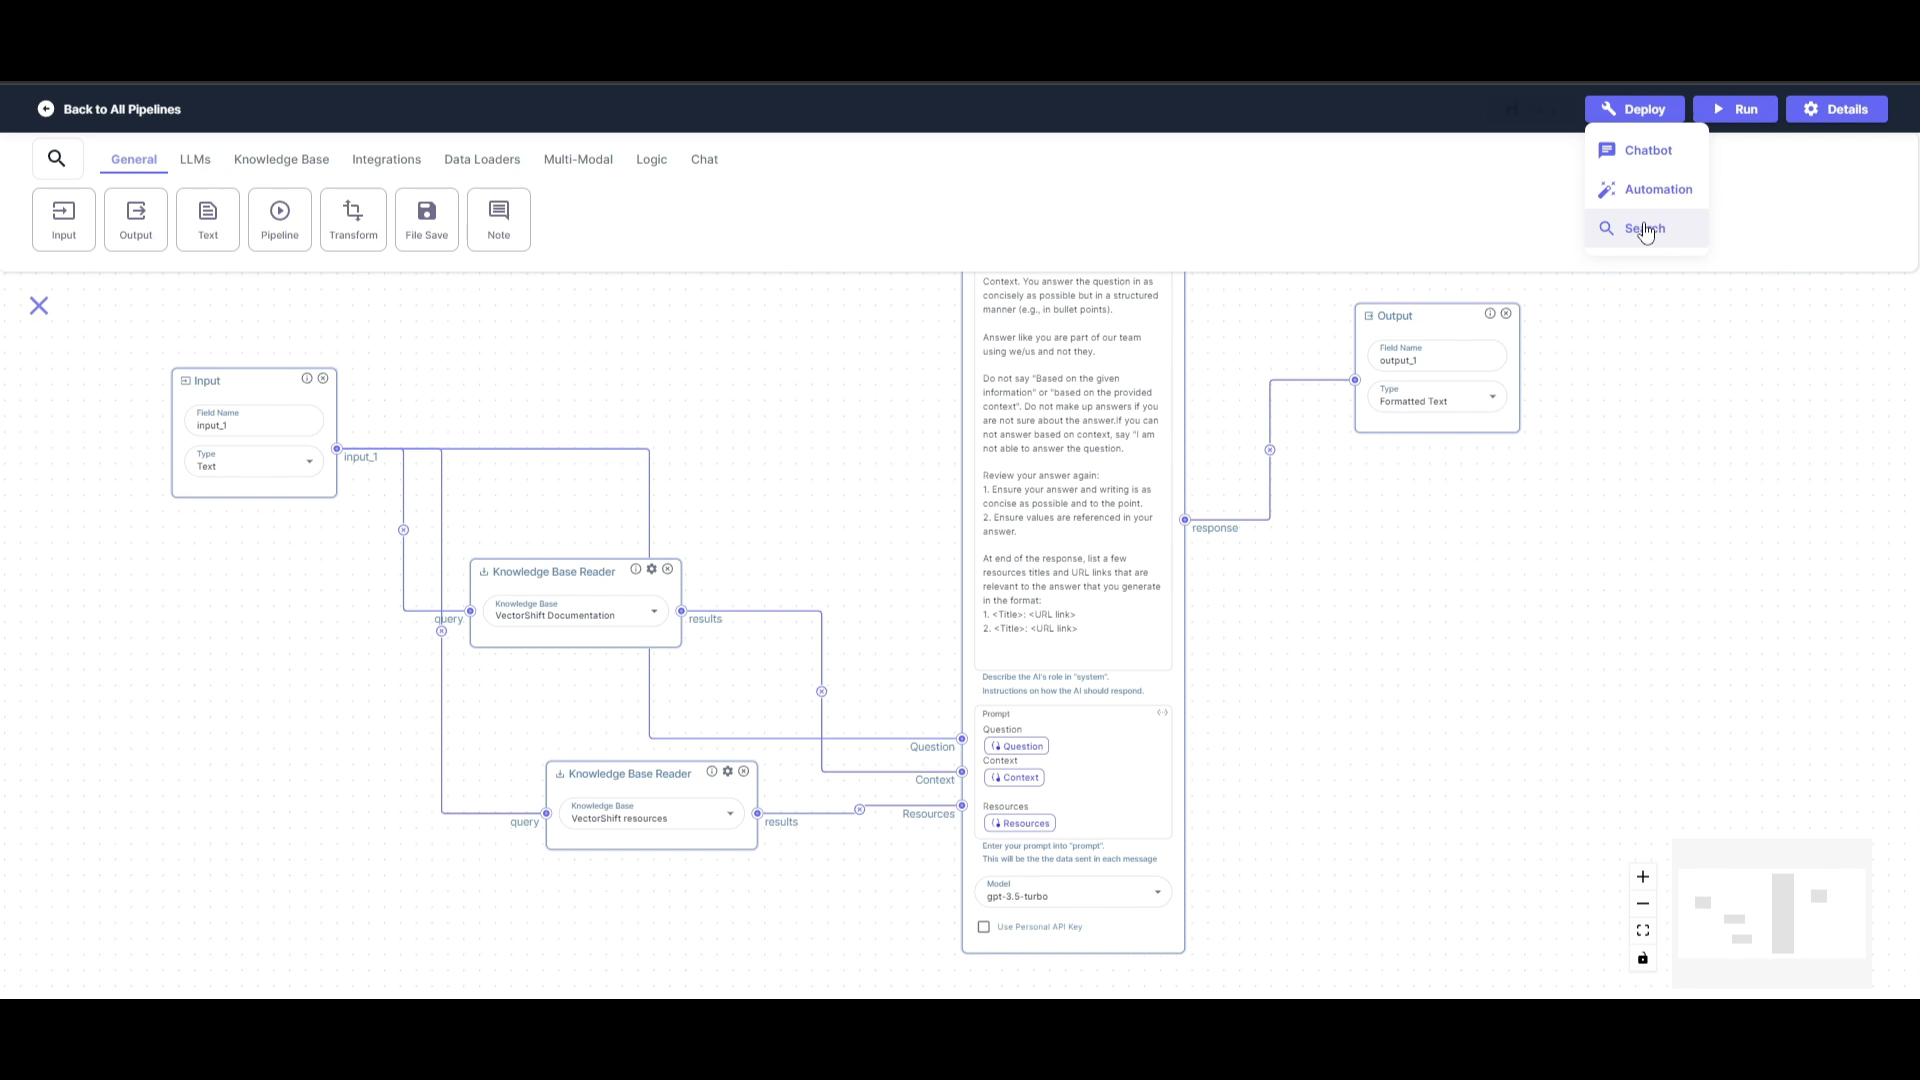 Back to All Pipelines
Deploy
Run
Details
Chatbot
Automation
Search
General
LLMs
Knowledge Base
Integrations
Data Loaders
Multi-Modal
Logic
Chat
Input
Output
Text
Pipeline
Transform
File Save
Note
Input
Field Name
input_1
Type
Text
input_1
Knowledge Base Reader
Knowledge Base
VectorShift Documentation
query
results
Knowledge Base Reader
Knowledge Base
VectorShift resources
query
results
Context. You answer the question in as
concisely as possible but in a structured
manner (e.g., in bullet points).
Answer like you are part of our team
using we/us and not they.
Do not say "Based on the given
information" or "based on the provided
context". Do not make up answers if you
are not sure about the answer.if you can
not answer based on context, say "I am
not able to answer the question.
Review your answer again:
1. Ensure your answer and writing is as
concise as possible and to the point.
2. Ensure values are referenced in your
answer.
At end of the response, list a few
resources titles and URL links that are
relevant to the answer that you generate
in the format:
1. <Title>: <URL link>
2. <Title>: <URL link>
Describe the AI's role in "system".
Instructions on how the AI should respond.
Prompt
Question
Question
Context
Context
Resources
Resources
Question
Context
Resources
Enter your prompt into "prompt".
This will be the the data sent in each message
Model
gpt-3.5-turbo
Use Personal API Key
response
Output
Field Name
output_1
Type
Formatted Text